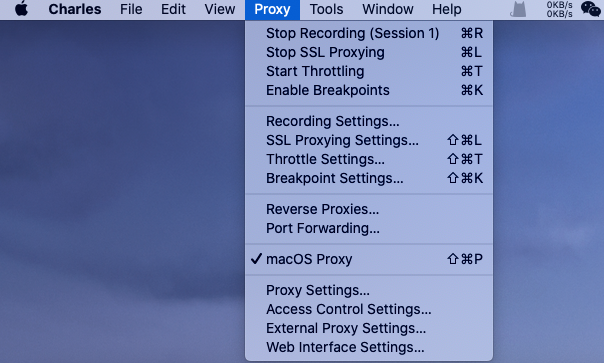 Charles File Edit View Proxy Tools Window Help 0KB/s
0KB/s
Stop Recording (Session 1) ⌘R
Stop SSL Proxying ⌘L
Start Throttling ⌘T
Enable Breakpoints ⌘K
Recording Settings...
SSL Proxying Settings... ⇧⌘L
Throttle Settings... ⇧⌘T
Breakpoint Settings... ⇧⌘K
Reverse Proxies...
Port Forwarding...
✓ macOS Proxy ⇧⌘P
Proxy Settings...
Access Control Settings...
External Proxy Settings...
Web Interface Settings...